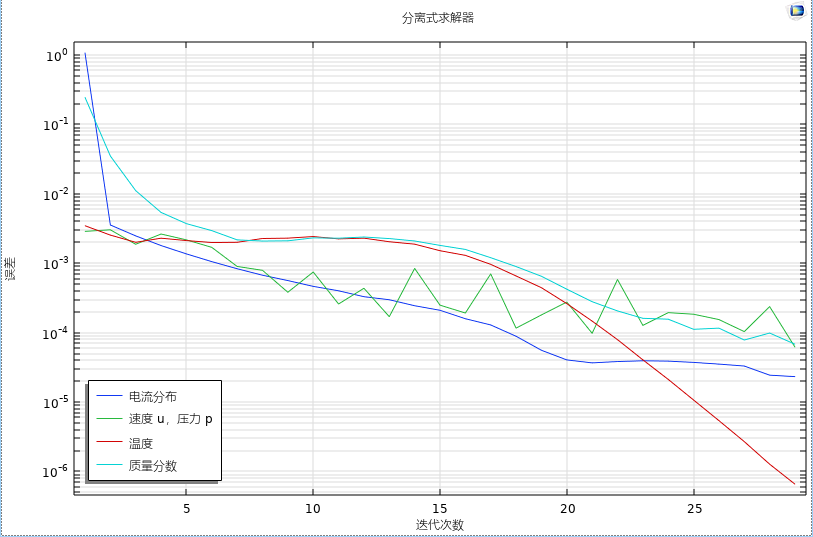 分离式求解器
10^0
10^-1
10^-2
10^-3
10^-4
10^-5
10^-6
误差
电流分布
速度 u, 压力 p
温度
质量分数
5 10 15 20 25
迭代次数